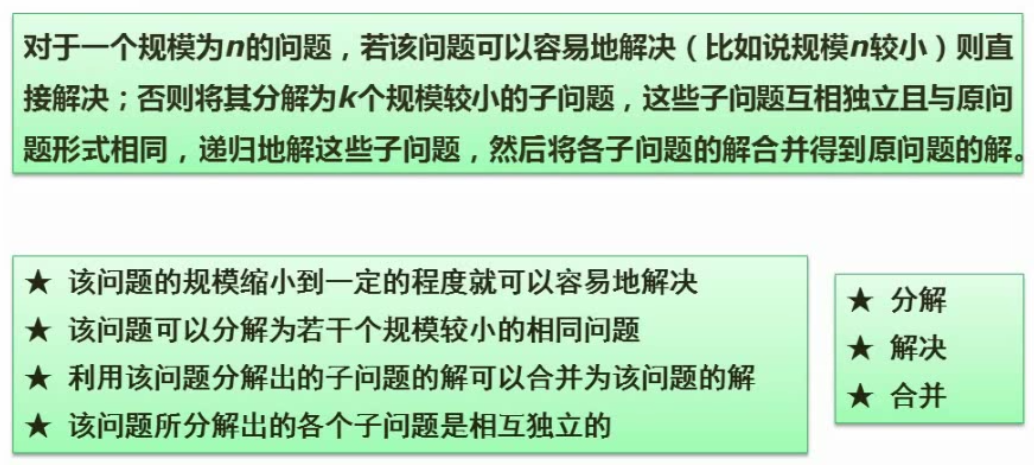 对于一个规模为n的问题，若该问题可以容易地解决（比如说规模n较小）则直
接解决；否则将其分解为k个规模较小的子问题，这些子问题互相独立且与原问
题形式相同，递归地解这些子问题，然后将各子问题的解合并得到原问题的解。
★ 该问题的规模缩小到一定的程度就可以容易地解决
★ 该问题可以分解为若干个规模较小的相同问题
★ 利用该问题分解出的子问题的解可以合并为该问题的解
★ 该问题所分解出的各个子问题是相互独立的
★ 分解
★ 解决
★ 合并